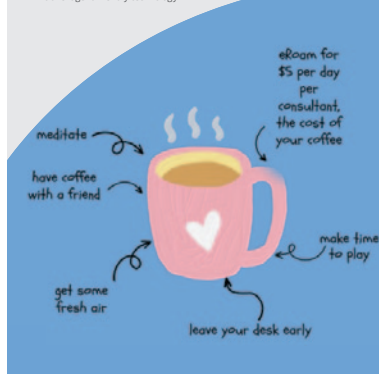 eRoam for
$5 per day
per
consultant,
the cost of
your coffee
meditate
have coffee
with a friend
make time
to play
get some
fresh air
leave your desk early